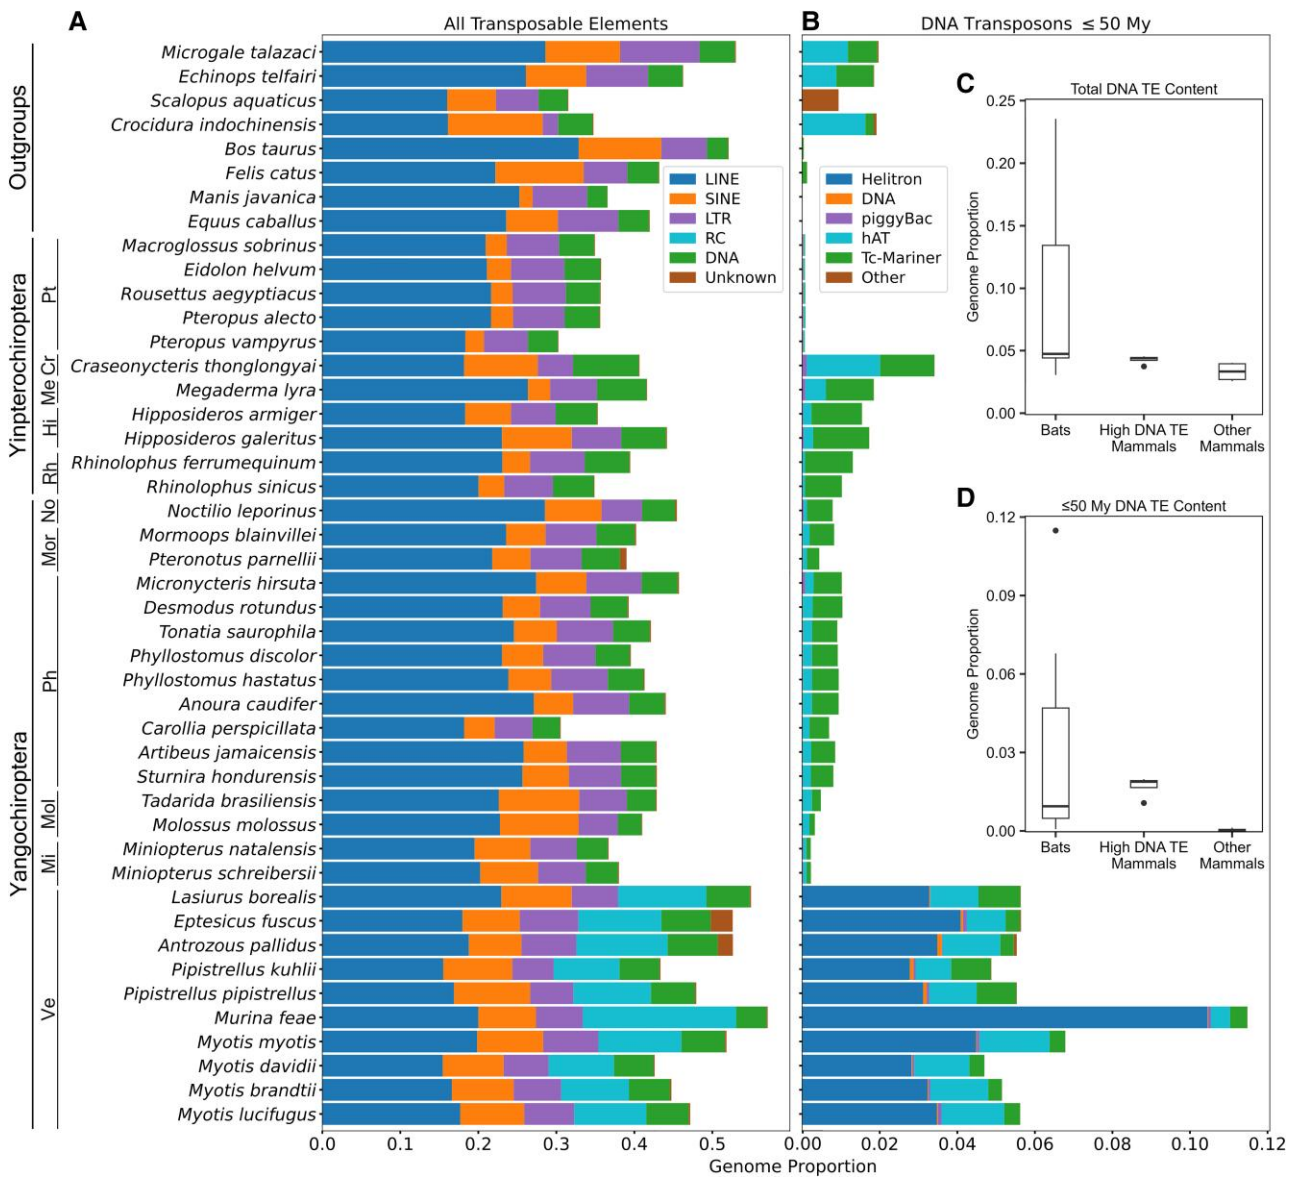 A
All Transposable Elements
B
DNA Transposons ≤ 50 My
Outgroups
Microgale talazaci
Echinops telfairi
Scalopus aquaticus
Crocidura indochinensis
Bos taurus
Felis catus
Manis javanica
Equus caballus
Yinpterochiroptera
Pt
Macroglossus sobrinus
Eidolon helvum
Rousettus aegyptiacus
Pteropus alecto
Pteropus vampyrus
Cr
Craseonycteris thonglongyai
Me
Megaderma lyra
Hi
Hipposideros armiger
Hipposideros galeritus
Rh
Rhinolophus ferrumequinum
Rhinolophus sinicus
Yangochiroptera
No
Noctilio leporinus
Mor
Mormoops blainvillei
Pteronotus parnellii
Ph
Micronycteris hirsuta
Desmodus rotundus
Tonatia saurophila
Phyllostomus discolor
Phyllostomus hastatus
Anoura caudifer
Carollia perspicillata
Artibeus jamaicensis
Sturnira hondurensis
Mol
Tadarida brasiliensis
Molossus molossus
Mi
Miniopterus natalensis
Miniopterus schreibersii
Ve
Lasiurus borealis
Eptesicus fuscus
Antrozous pallidus
Pipistrellus kuhlii
Pipistrellus pipistrellus
Murina feae
Myotis myotis
Myotis davidii
Myotis brandtii
Myotis lucifugus
LINE
SINE
LTR
RC
DNA
Unknown
Helitron
DNA
piggyBac
hAT
Tc-Mariner
Other
0.0 0.1 0.2 0.3 0.4 0.5
0.00 0.02 0.04 0.06 0.08 0.10 0.12
Genome Proportion
C
Total DNA TE Content
Genome Proportion
0.25
0.20
0.15
0.10
0.05
0.00
Bats High DNA TE Other
Mammals Mammals
D
≤50 My DNA TE Content
Genome Proportion
0.12
0.09
0.06
0.03
0.00
Bats High DNA TE Other
Mammals Mammals